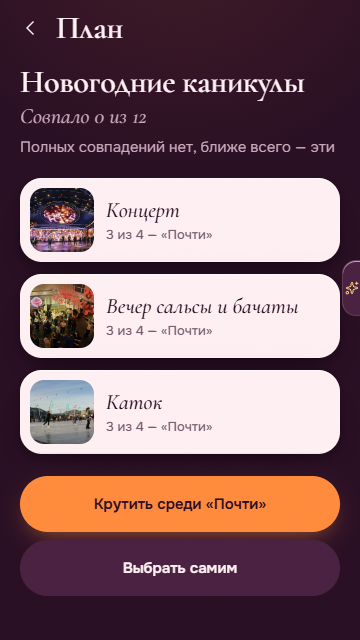 План
Новогодние каникулы
Совпало 0 из 12
Полных совпадений нет, ближе всего — эти
Концерт
3 из 4 — «Почти»
Вечер сальсы и бачаты
3 из 4 — «Почти»
Каток
3 из 4 — «Почти»
Крутить среди «Почти»
Выбрать самим